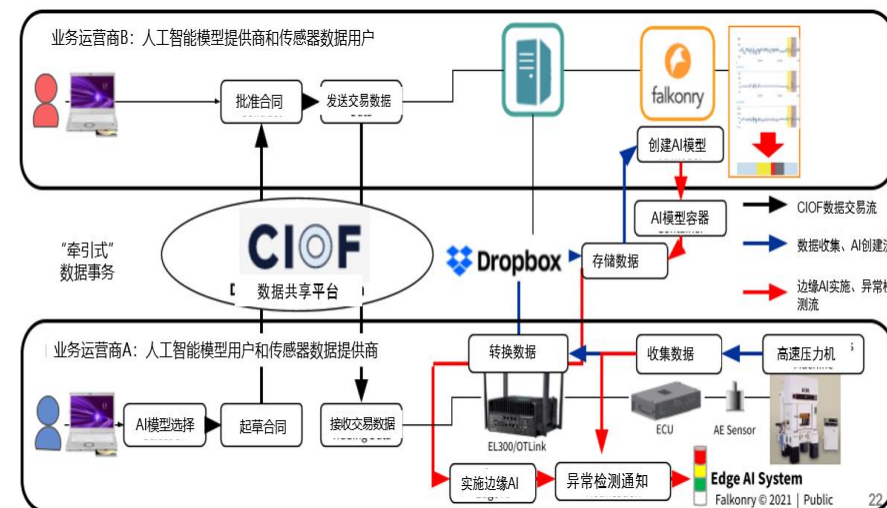 业务运营商B：人工智能模型提供商和传感器数据用户
批准合同
发送交易数据
falkonry
创建AI模型
AI模型容器
CIOF数据交易流
“牵引式”
数据事务
CIOF
数据共享平台
Dropbox
存储数据
数据收集、AI创建流
边缘AI实施、异常检
测流
业务运营商A：人工智能模型用户和传感器数据提供商
转换数据
收集数据
高速压力机
AI模型选择
起草合同
接收交易数据
EL300/OTLink
ECU
AE Sensor
实施边缘AI
异常检测通知
Edge AI System
Falkonry © 2021 | Public
22